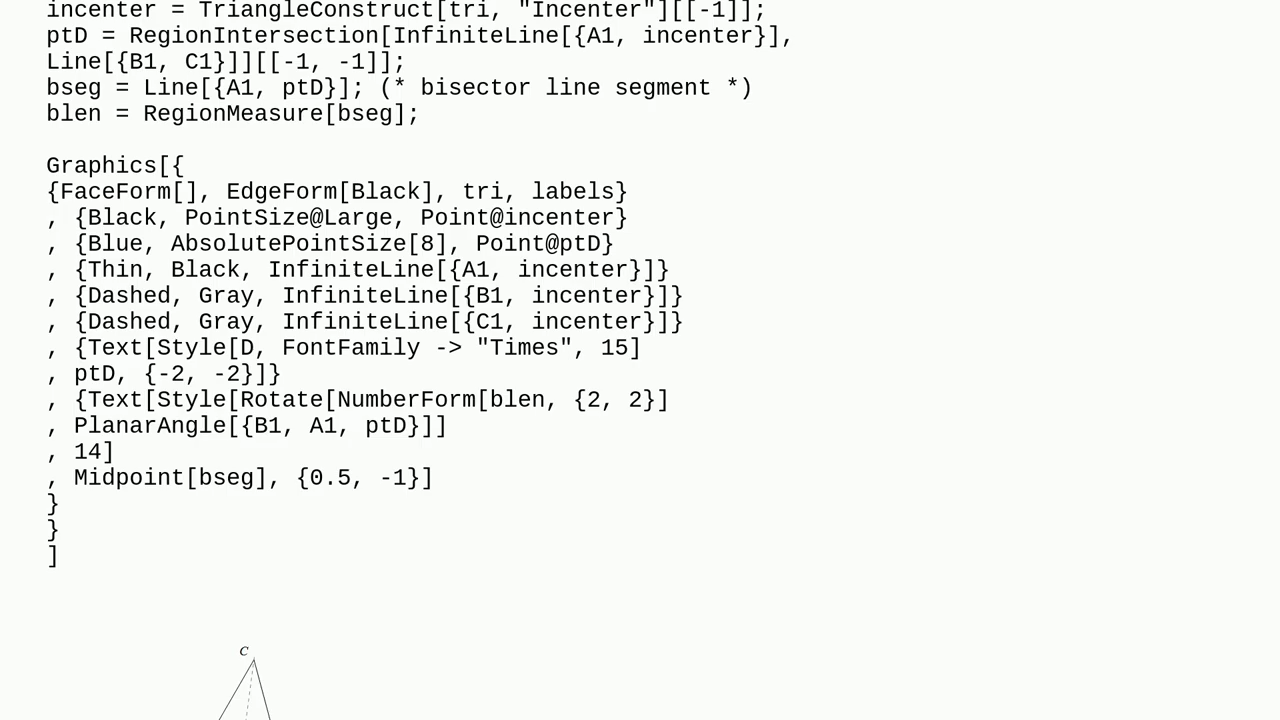 incenter = TriangleConstruct[tri, "Incenter"][[-1]];
ptD = RegionIntersection[InfiniteLine[{A1, incenter}],
Line[{B1, C1}]][[-1, -1]];
bseg = Line[{A1, ptD}]; (* bisector line segment *)
blen = RegionMeasure[bseg];
Graphics[{
{FaceForm[], EdgeForm[Black], tri, labels}
, {Black, PointSize@Large, Point@incenter}
, {Blue, AbsolutePointSize[8], Point@ptD}
, {Thin, Black, InfiniteLine[{A1, incenter}]}
, {Dashed, Gray, InfiniteLine[{B1, incenter}]}
, {Dashed, Gray, InfiniteLine[{C1, incenter}]}
, {Text[Style[D, FontFamily -> "Times", 15]
, ptD, {-2, -2}]}
, {Text[Style[Rotate[NumberForm[blen, {2, 2}]
, PlanarAngle[{B1, A1, ptD}]]
, 14]
, Midpoint[bseg], {0.5, -1}]
}
}
]
C